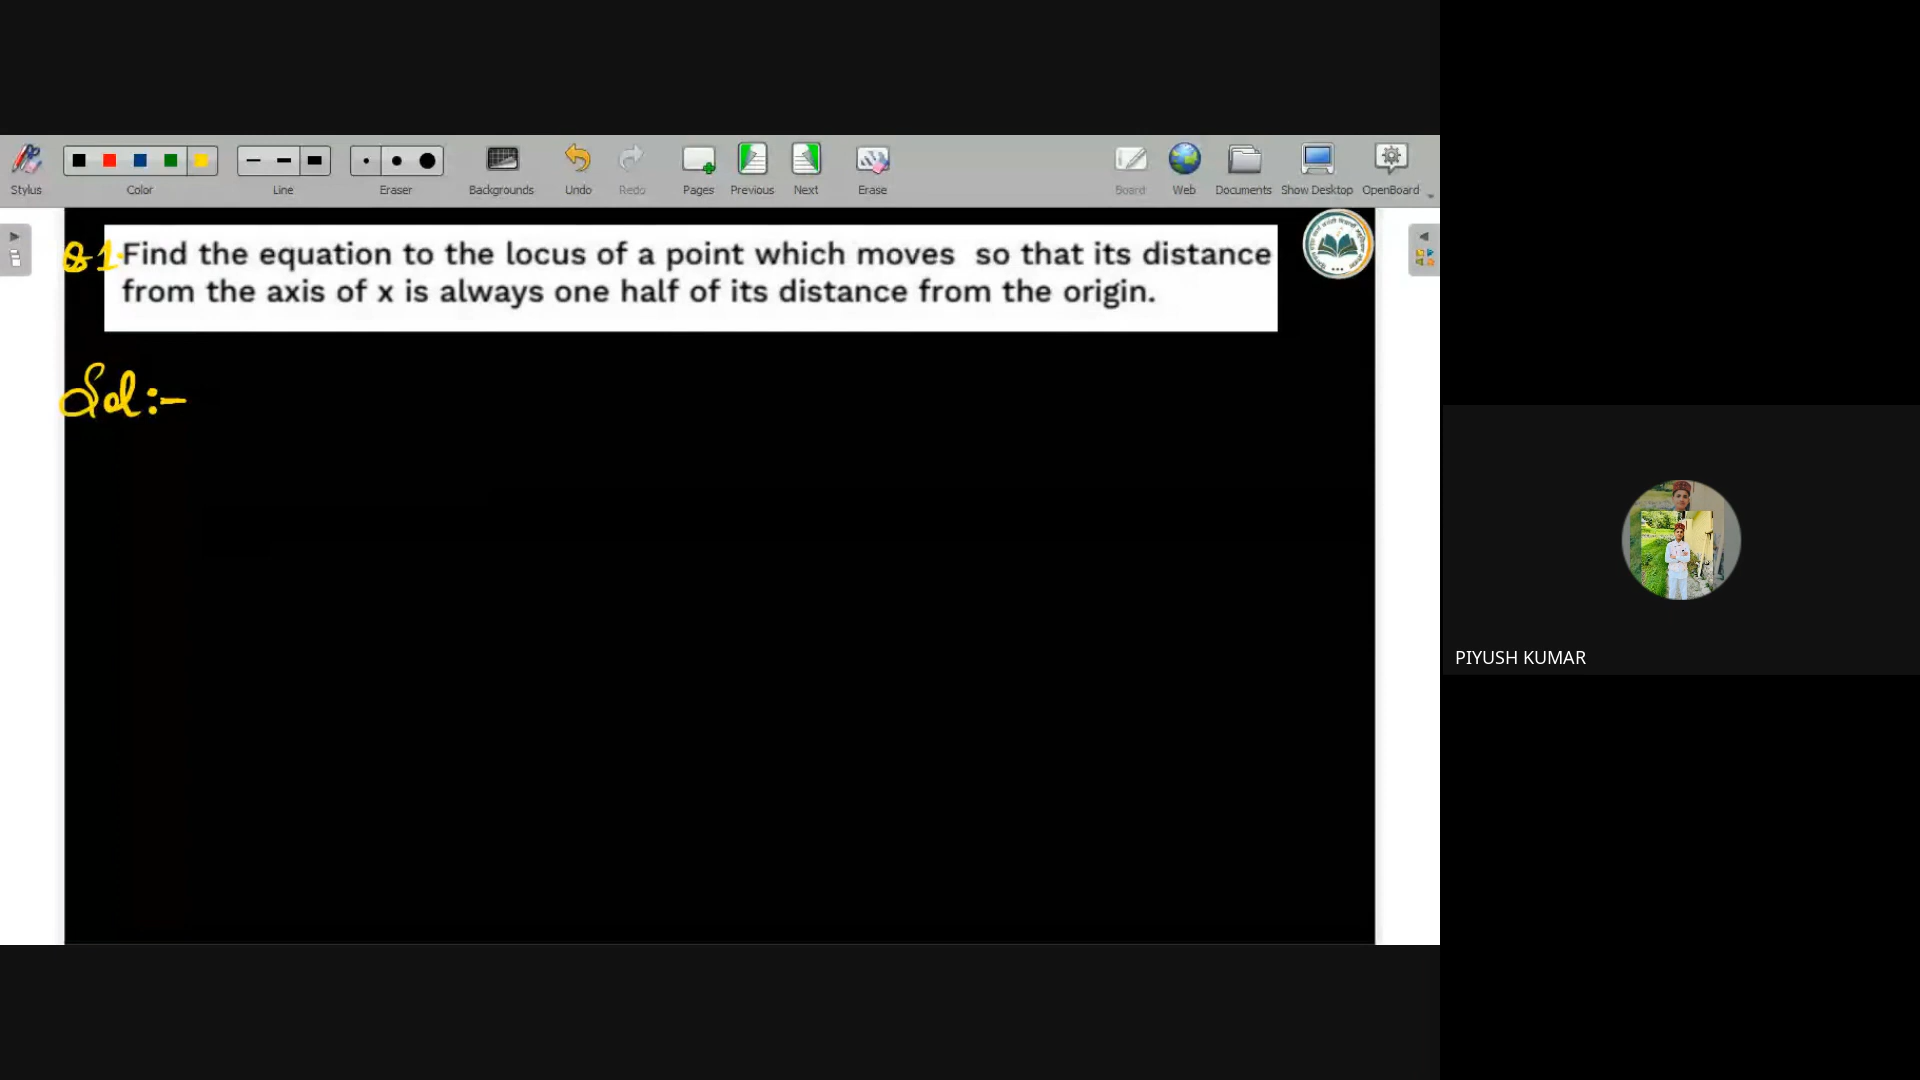 Stylus Color Line Eraser Backgrounds Undo Redo Pages Previous Next Erase Board Web Documents Show Desktop OpenBoard
Q1. Find the equation to the locus of a point which moves so that its distance
from the axis of x is always one half of its distance from the origin.
Sol:-
PIYUSH KUMAR